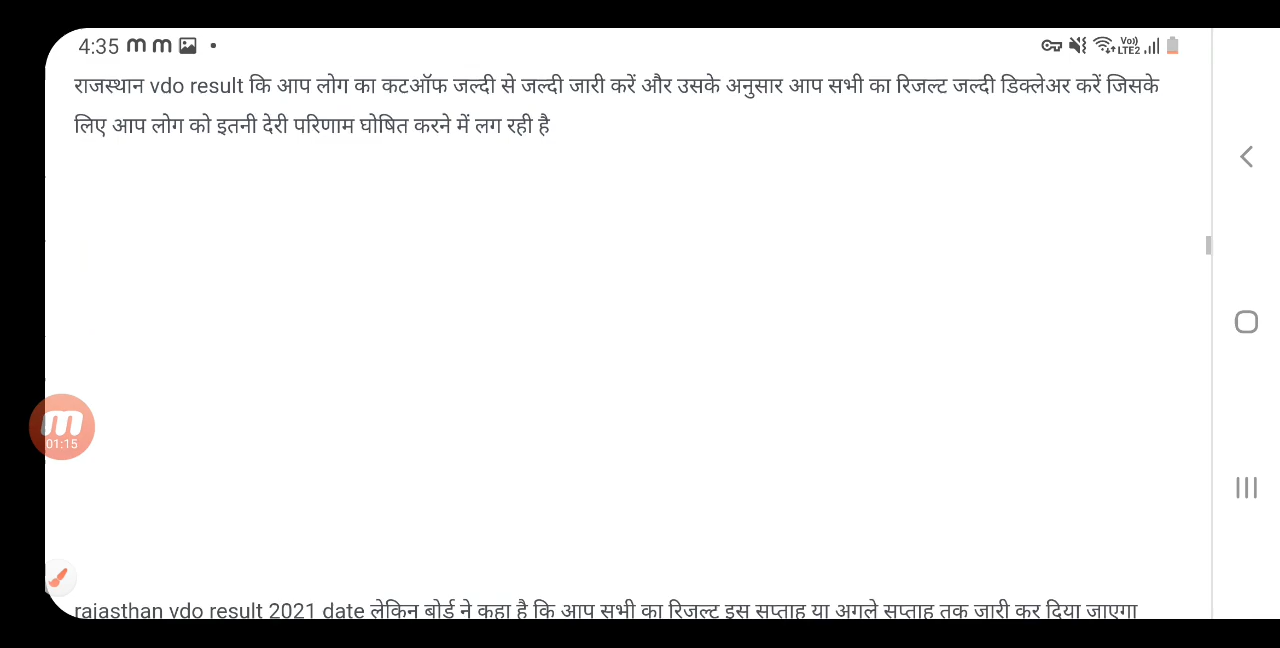 4:35
Vo))
LTE2
राजस्थान vdo result कि आप लोग का कटऑफ जल्दी से जल्दी जारी करें और उसके अनुसार आप सभी का रिजल्ट जल्दी डिक्लेअर करें जिसके
लिए आप लोग को इतनी देरी परिणाम घोषित करने में लग रही है
m
01:15
rajasthan vdo result 2021 date लेकिन बोर्ड ने कहा है कि आप सभी का रिजल्ट इस सप्ताह या अगले सप्ताह तक जारी कर दिया जाएगा